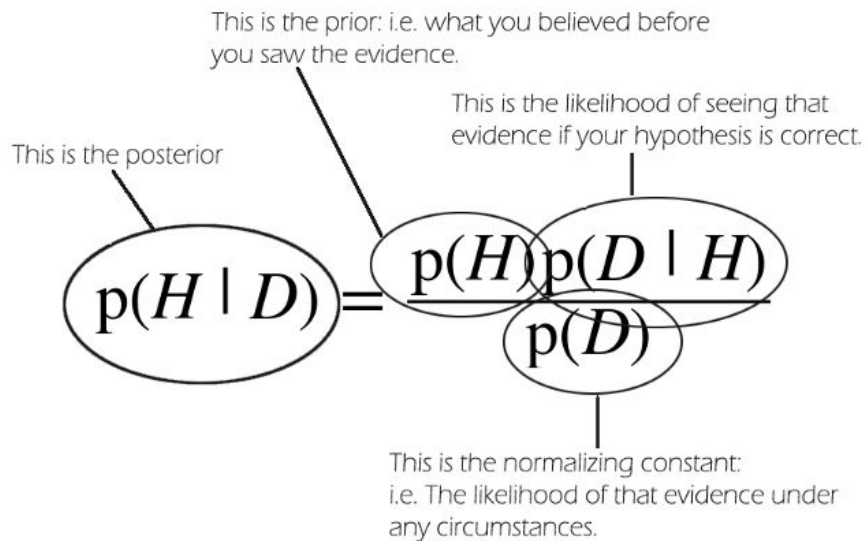 This is the prior: i.e. what you believed before
you saw the evidence.
This is the likelihood of seeing that
evidence if your hypothesis is correct.
This is the posterior
p(H | D) = p(H) p(D | H)
p(D)
This is the normalizing constant:
i.e. The likelihood of that evidence under
any circumstances.